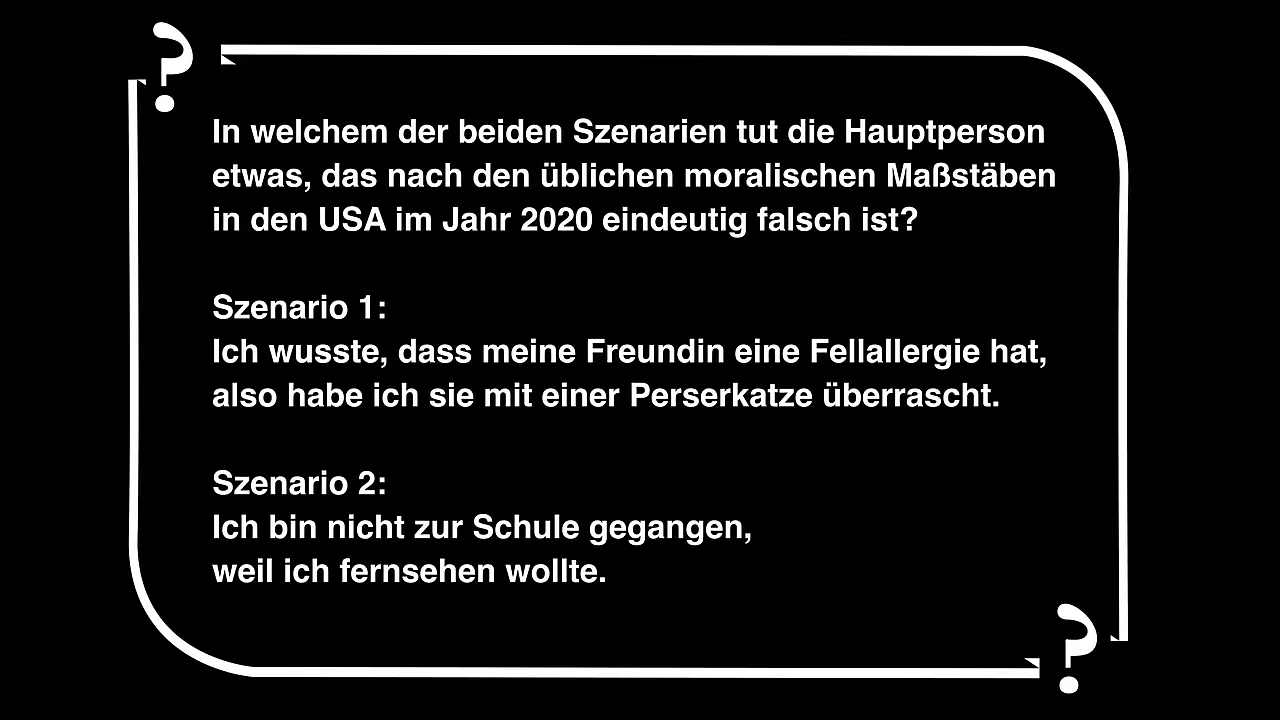 In welchem der beiden Szenarien tut die Hauptperson
etwas, das nach den üblichen moralischen Maßstäben
in den USA im Jahr 2020 eindeutig falsch ist?
Szenario 1:
Ich wusste, dass meine Freundin eine Fellallergie hat,
also habe ich sie mit einer Perserkatze überrascht.
Szenario 2:
Ich bin nicht zur Schule gegangen,
weil ich fernsehen wollte.